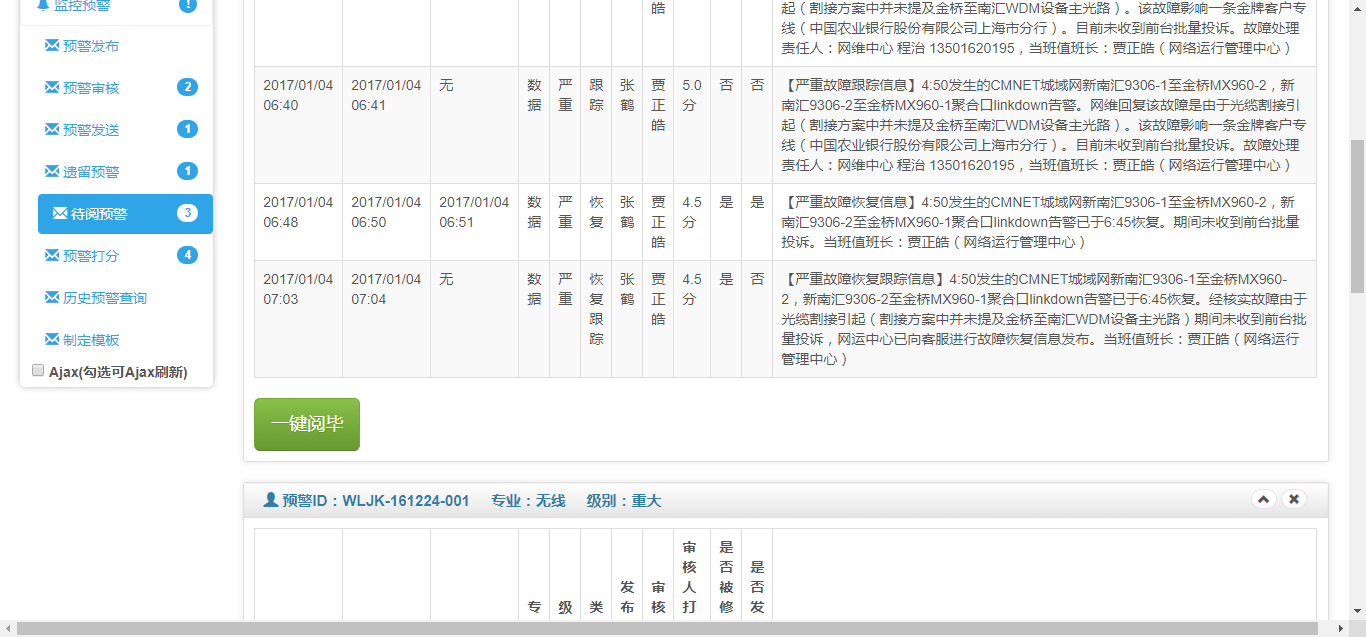 监控预警 !
预警发布
预警审核 2
预警发送 1
遗留预警 1
待阅预警 3
预警打分 4
历史预警查询
制定模板
Ajax(勾选可Ajax刷新)
皓
起（割接方案中并未提及金桥至南汇WDM设备主光路）。该故障影响一条金牌客户专
线（中国农业银行股份有限公司上海市分行）。目前未收到前台批量投诉。故障处理
责任人：网维中心 程治 13501620195，当班值班长：贾正皓（网络运行管理中心）
2017/01/04
06:40
2017/01/04
06:41
无
数
据
严
重
跟
踪
张
鹤
贾
正
皓
5.0
分
否
否
【严重故障跟踪信息】4:50发生的CMNET城域网新南汇9306-1至金桥MX960-2，新
南汇9306-2至金桥MX960-1聚合口linkdown告警。网维回复该故障是由于光缆割接引
起（割接方案中并未提及金桥至南汇WDM设备主光路）。该故障影响一条金牌客户专
线（中国农业银行股份有限公司上海市分行）。目前未收到前台批量投诉。故障处理
责任人：网维中心 程治 13501620195，当班值班长：贾正皓（网络运行管理中心）
2017/01/04
06:48
2017/01/04
06:50
2017/01/04
06:51
数
据
严
重
恢
复
张
鹤
贾
正
皓
4.5
分
是
是
【严重故障恢复信息】4:50发生的CMNET城域网新南汇9306-1至金桥MX960-2，新
南汇9306-2至金桥MX960-1聚合口linkdown告警已于6:45恢复。期间未收到前台批量
投诉。当班值班长：贾正皓（网络运行管理中心）
2017/01/04
07:03
2017/01/04
07:04
无
数
据
严
重
恢
复
跟
踪
张
鹤
贾
正
皓
4.5
分
是
否
【严重故障恢复跟踪信息】4:50发生的CMNET城域网新南汇9306-1至金桥MX960-
2，新南汇9306-2至金桥MX960-1聚合口linkdown告警已于6:45恢复。经核实故障由于
光缆割接引起（割接方案中并未提及金桥至南汇WDM设备主光路）期间未收到前台批
量投诉，网运中心已向客服进行故障恢复信息发布。当班值班长：贾正皓（网络运行
管理中心）
一键阅毕
预警ID：WLJK-161224-001 专业：无线 级别：重大
专
级
类
发
布
审
核
审
核
人
打
是
否
被
修
是
否
发